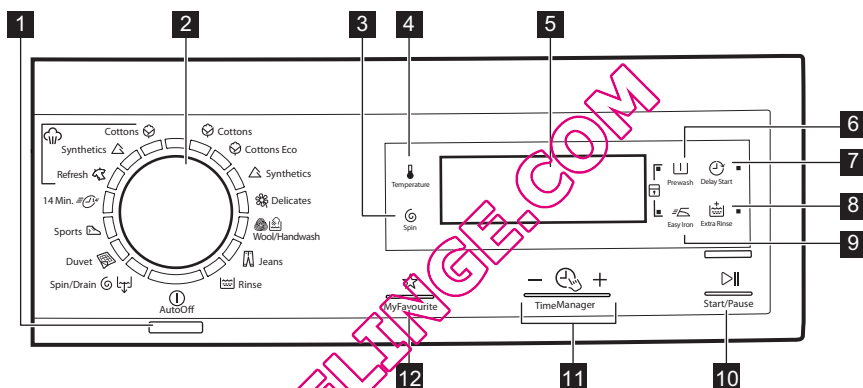 1
2
3
4
5
6
7
8
9
10
11
12
Cottons
Cottons
Synthetics
Cottons Eco
Refresh
Synthetics
14 Min.
Delicates
Sports
Wool/Handwash
Duvet
Jeans
Spin/Drain
Rinse
AutoOff
Temperature
Spin
Prewash
Delay Start
Easy Iron
Extra Rinse
MyFavourite
− +
TimeManager
Start/Pause
ELINGE.COM